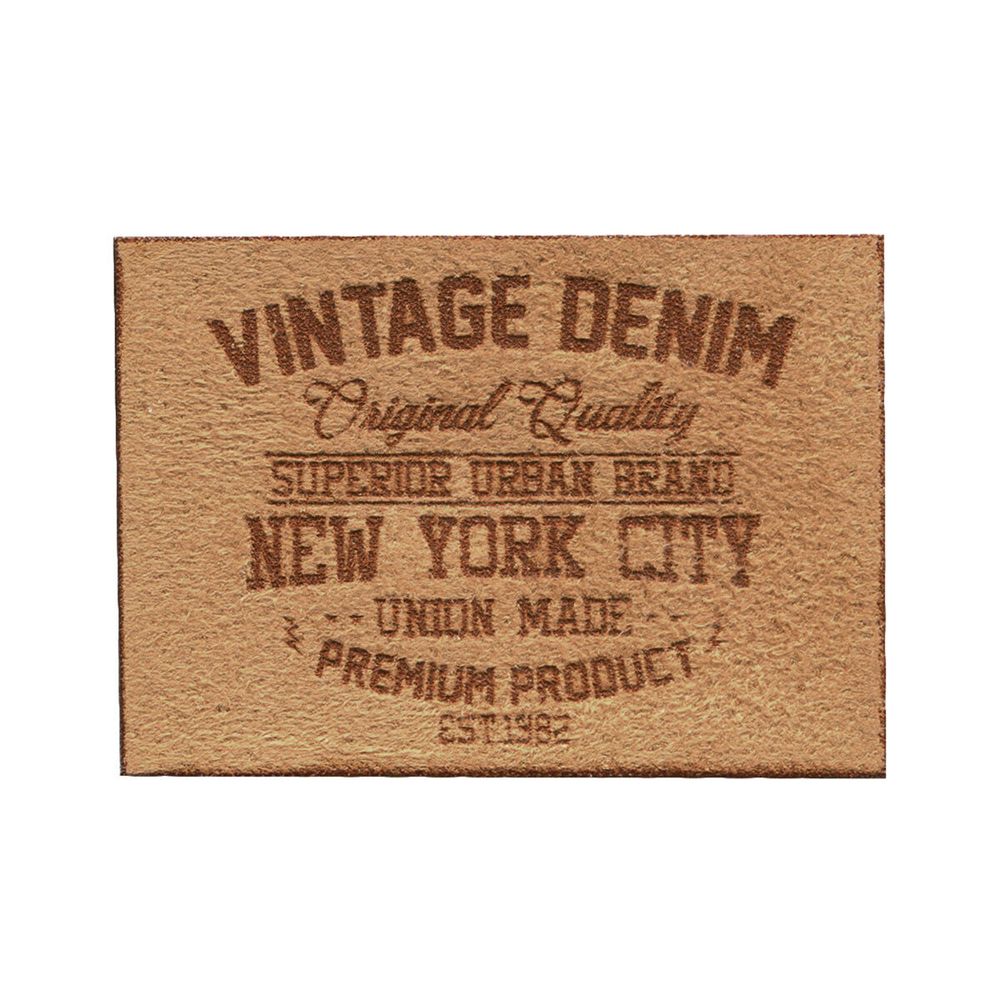 VINTAGE DENIM
Original Quality
SUPERIOR URBAN BRAND
NEW YORK CITY
-- UNION MADE --
PREMIUM PRODUCT
EST.1982